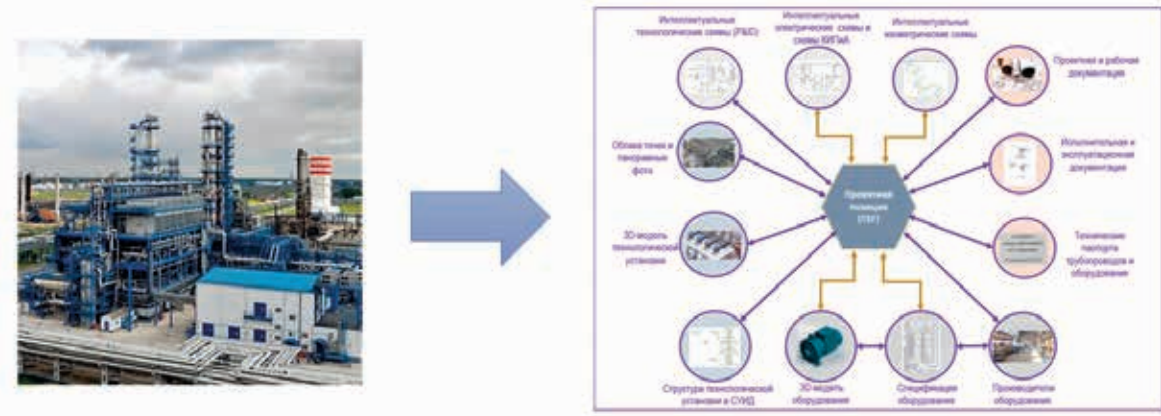 Интеллектуальные
технологические схемы (P&ID)
Интеллектуальные
электрические схемы и
схемы КИПиА
Интеллектуальные
изометрические схемы
Проектная и рабочая
документация
Облака точек и
панорамные
фото
Исполнительная и
эксплуатационная
документация
Проектная
позиция
3D-модель
технологической
установки
Технические
паспорта
трубопроводов и
оборудования
Структура технологической
установки в СУИД
3D-модель
оборудования
Спецификация
оборудования
Производители
оборудования